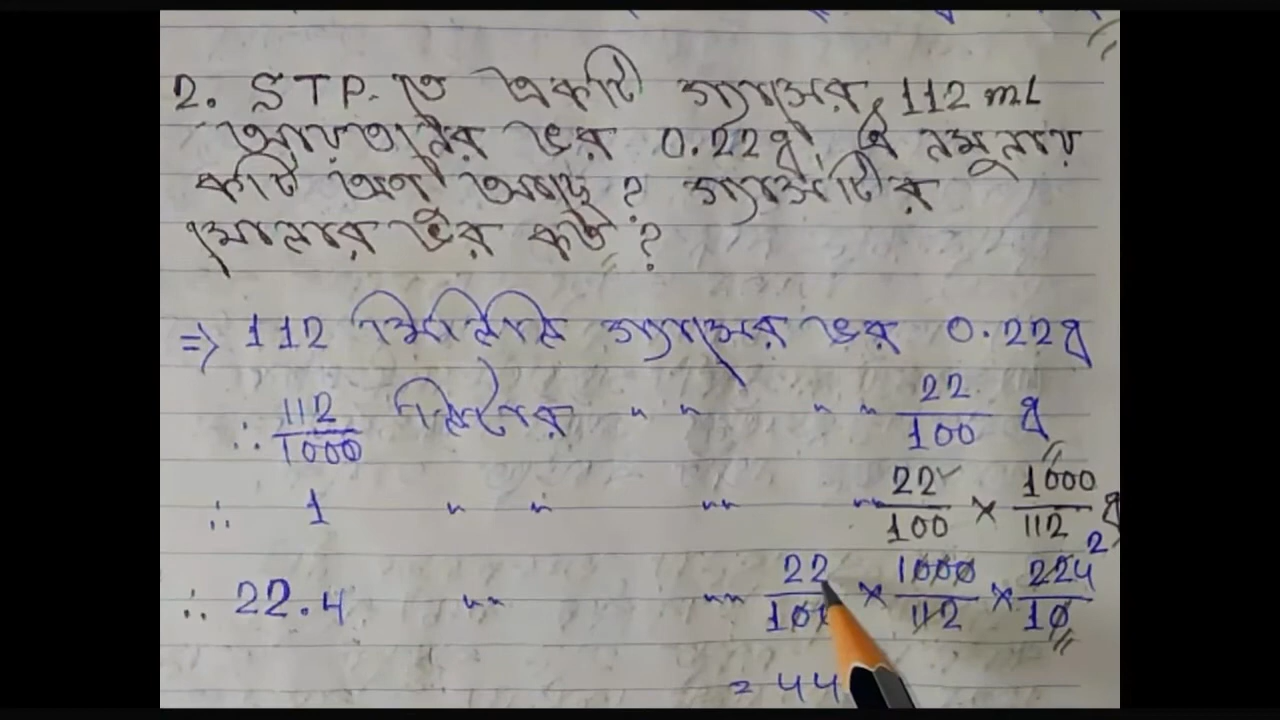 2. STP. তে একটি গ্যাসের 112 mL
আয়তনের ভর 0.22g। ঐ নমুনায়
কটি অণু আছে? গ্যাসটির
মোলার ভর কত?
⇒ 112 মিলিলি গ্যাসের ভর 0.22g
∴ 112/1000 লিটার " " " " 22/100 g
∴ 1 " " " " 22/100 × 1000/112 g
∴ 22.4 " " 22/100 × 1000/112 × 224/10 2
= 44